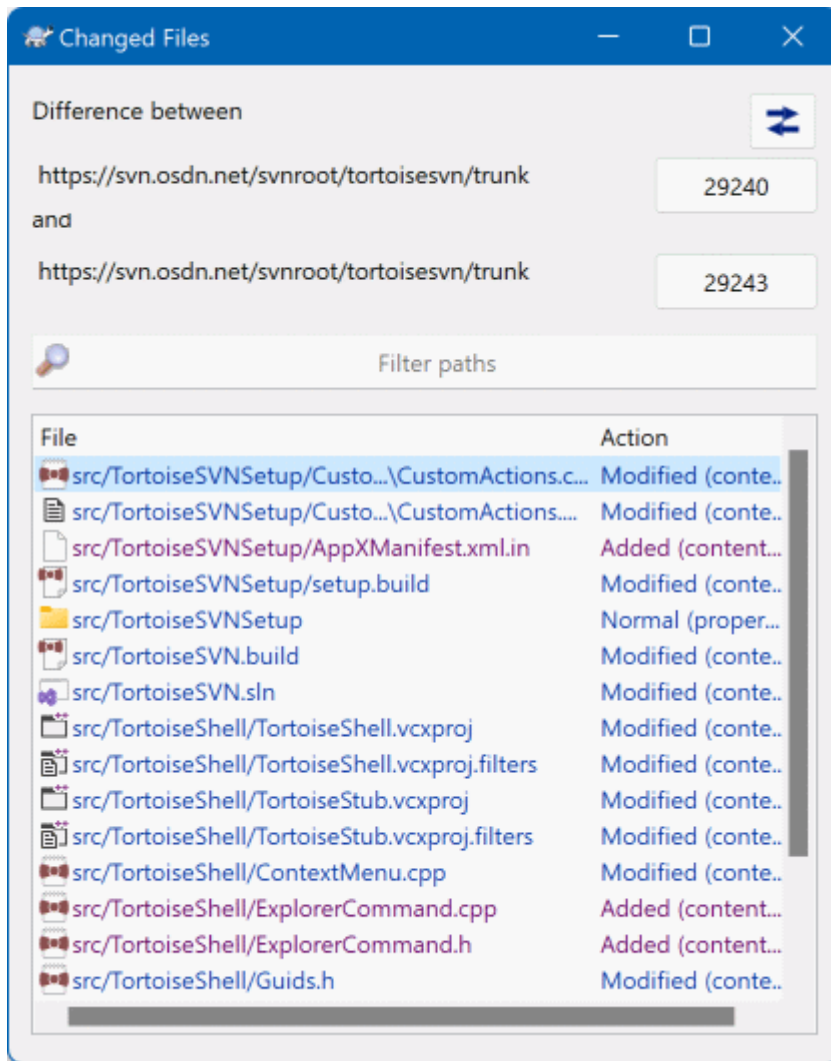 Changed Files
Difference between
https://svn.osdn.net/svnroot/tortoisesvn/trunk 29240
and
https://svn.osdn.net/svnroot/tortoisesvn/trunk 29243
Filter paths
File Action
src/TortoiseSVNSetup/Custo...\CustomActions.c... Modified (conte..
src/TortoiseSVNSetup/Custo...\CustomActions.... Modified (conte..
src/TortoiseSVNSetup/AppXManifest.xml.in Added (content...
src/TortoiseSVNSetup/setup.build Modified (conte..
src/TortoiseSVNSetup Normal (proper...
src/TortoiseSVN.build Modified (conte..
src/TortoiseSVN.sln Modified (conte..
src/TortoiseShell/TortoiseShell.vcxproj Modified (conte..
src/TortoiseShell/TortoiseShell.vcxproj.filters Modified (conte..
src/TortoiseShell/TortoiseStub.vcxproj Modified (conte..
src/TortoiseShell/TortoiseStub.vcxproj.filters Modified (conte..
src/TortoiseShell/ContextMenu.cpp Modified (conte..
src/TortoiseShell/ExplorerCommand.cpp Added (content...
src/TortoiseShell/ExplorerCommand.h Added (content...
src/TortoiseShell/Guids.h Modified (conte..